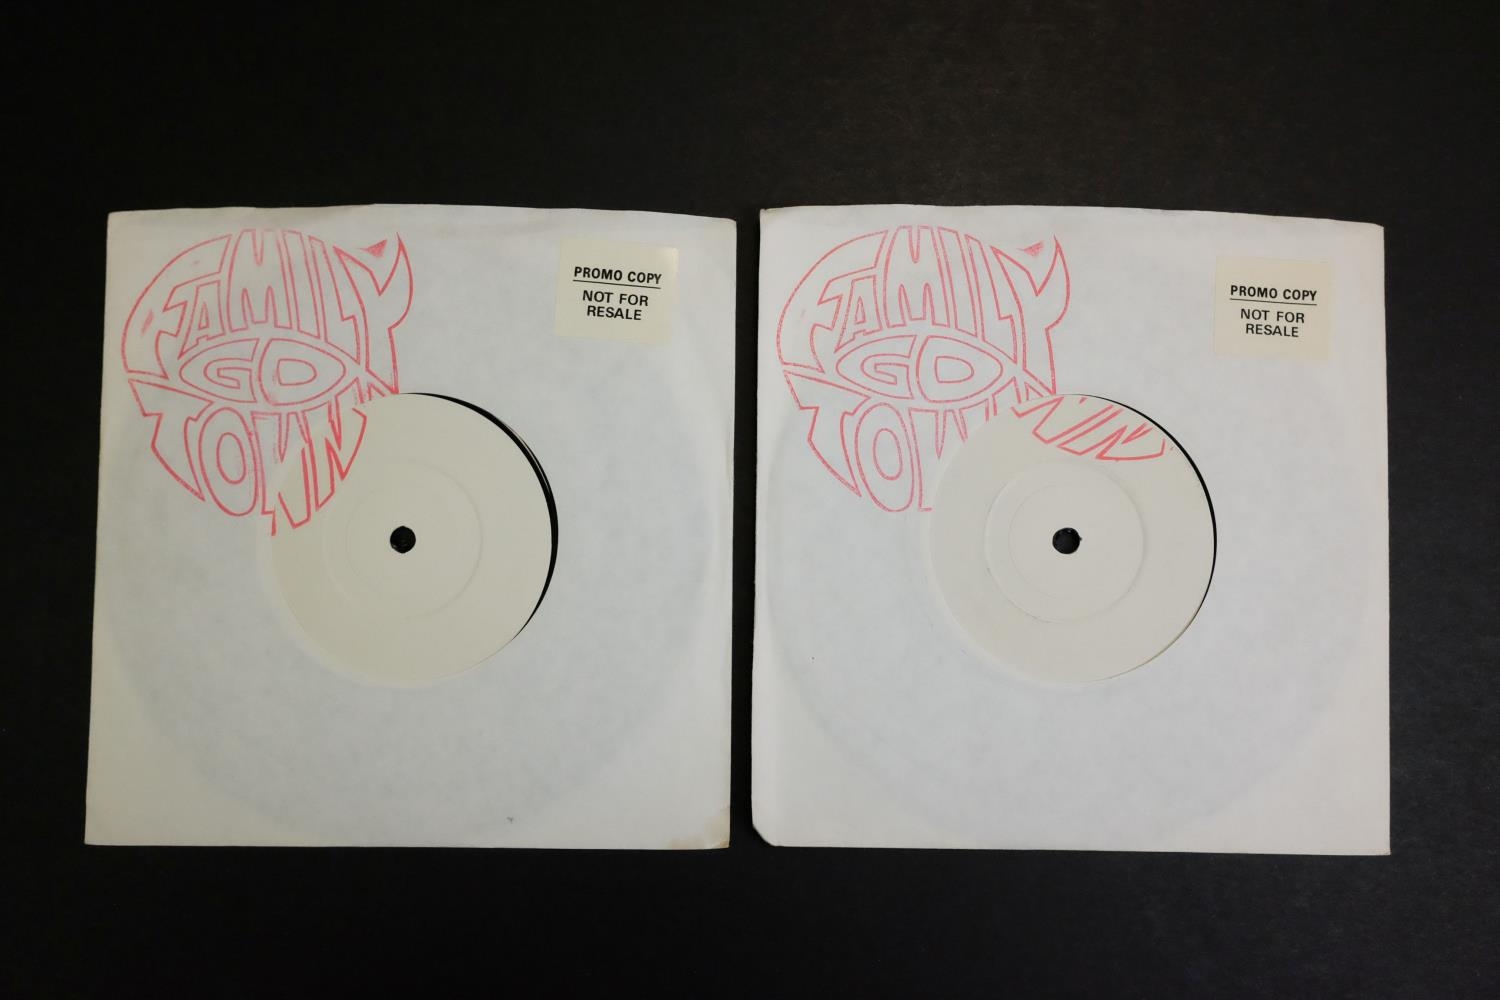 FAMILY
GO
TOWN
PROMO COPY
NOT FOR
RESALE
FAMILY
GO
TOWN
PROMO COPY
NOT FOR
RESALE